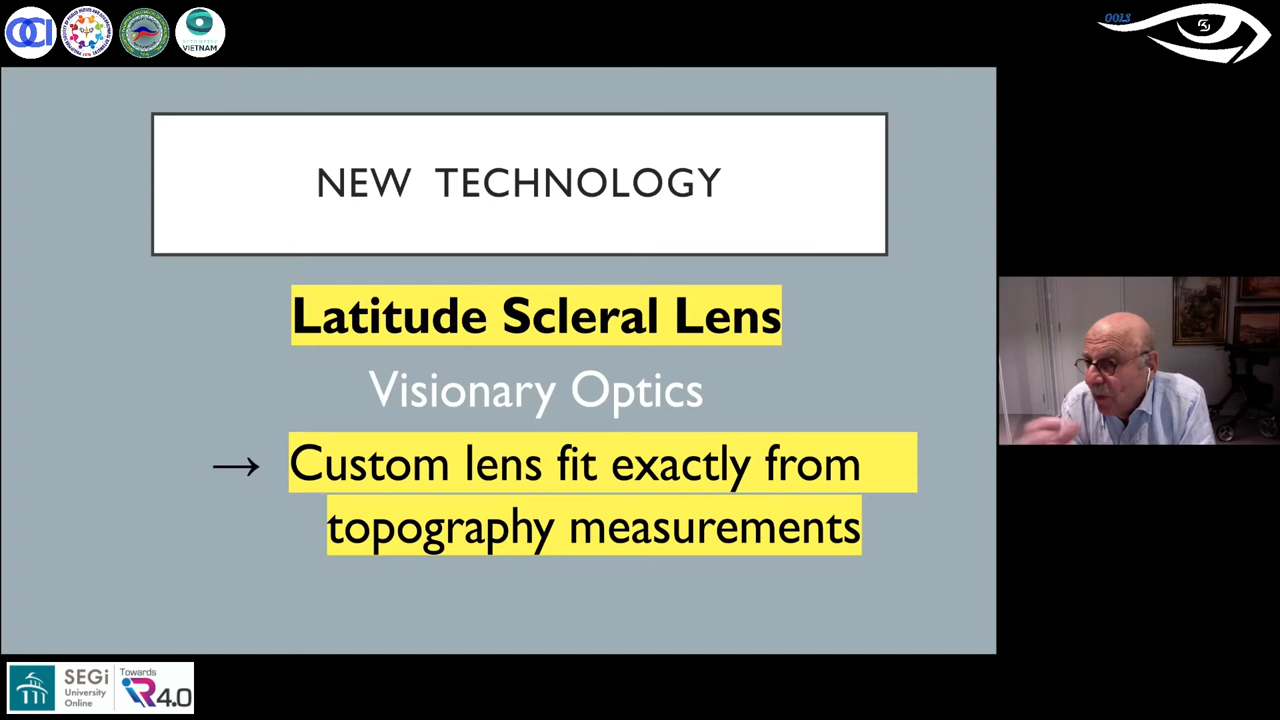 OCI
VIETNAM
OOLS
NEW TECHNOLOGY
Latitude Scleral Lens
Visionary Optics
→ Custom lens fit exactly from
topography measurements
SEGi
University
Online
Towards
iR4.0